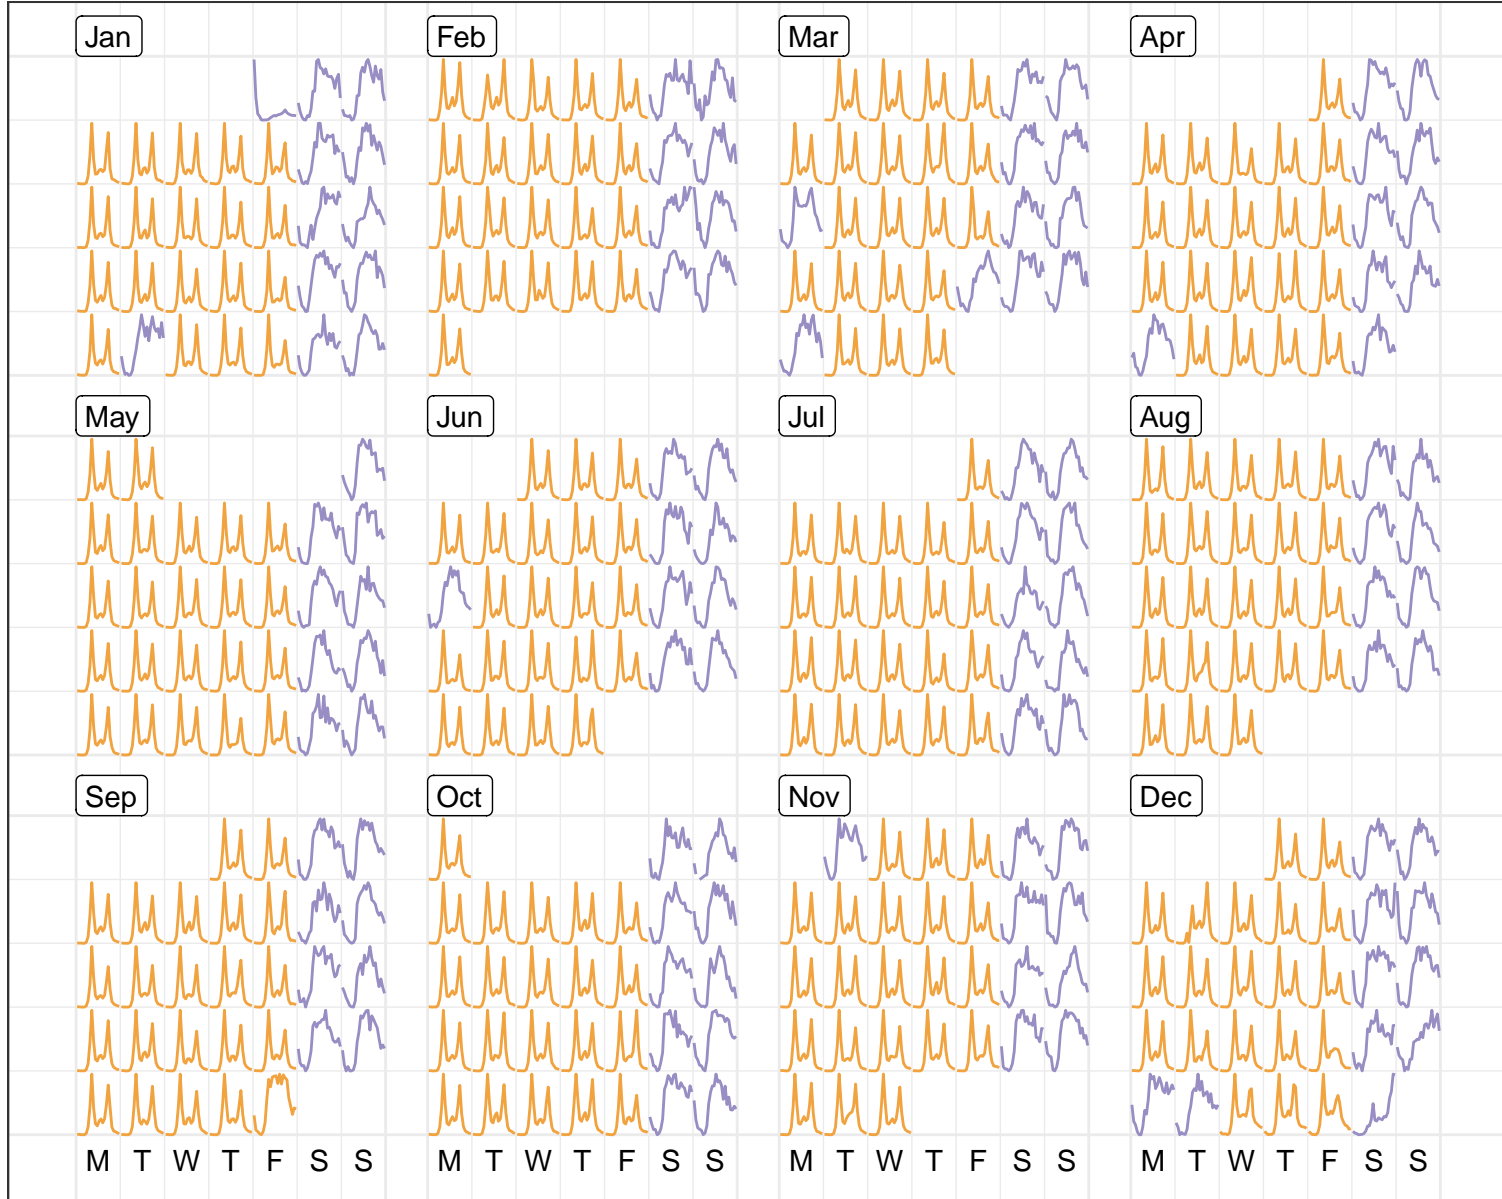 Jan Feb Mar Apr
May Jun Jul Aug
Sep Oct Nov Dec
M T W T F S S M T W T F S S M T W T F S S M T W T F S S